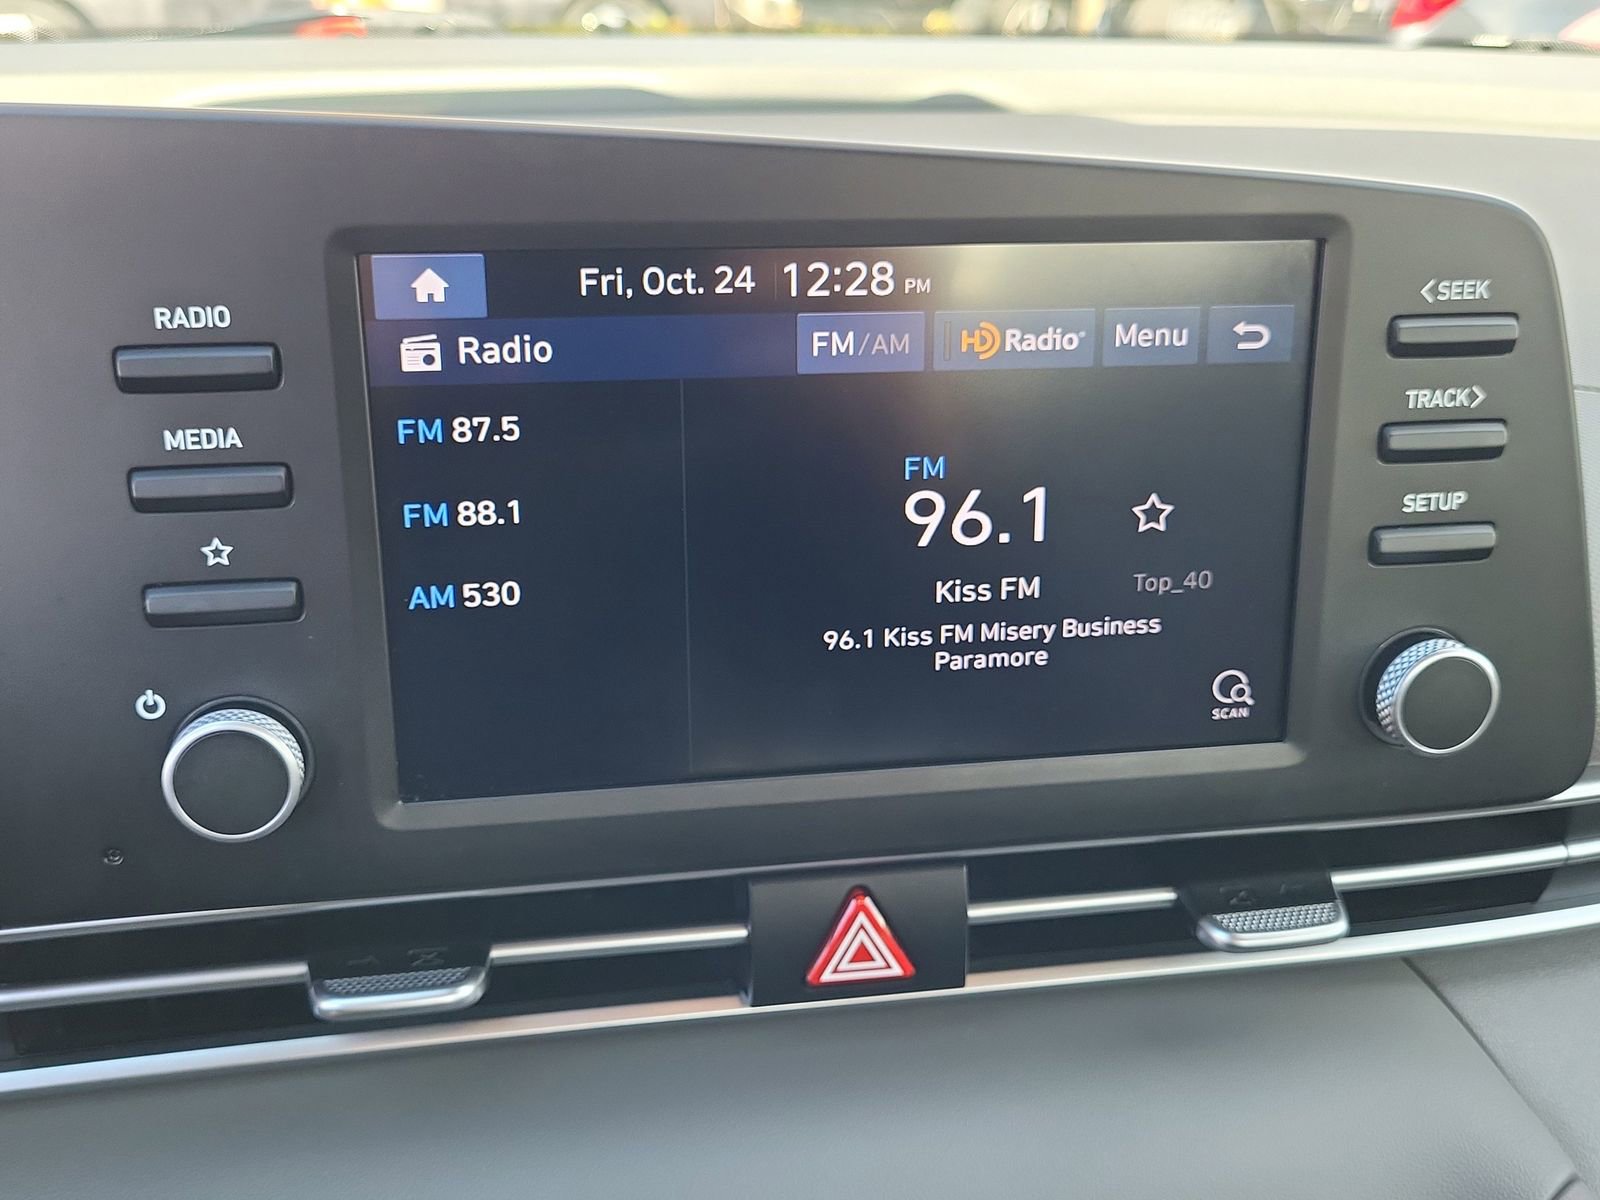 Fri, Oct. 24 12:28 PM
Radio FM/AM HD Radio® Menu
RADIO
MEDIA
FM 87.5
FM 88.1
AM 530
FM
96.1
Kiss FM Top_40
96.1 Kiss FM Misery Business
Paramore
SCAN
<SEEK
TRACK>
SETUP